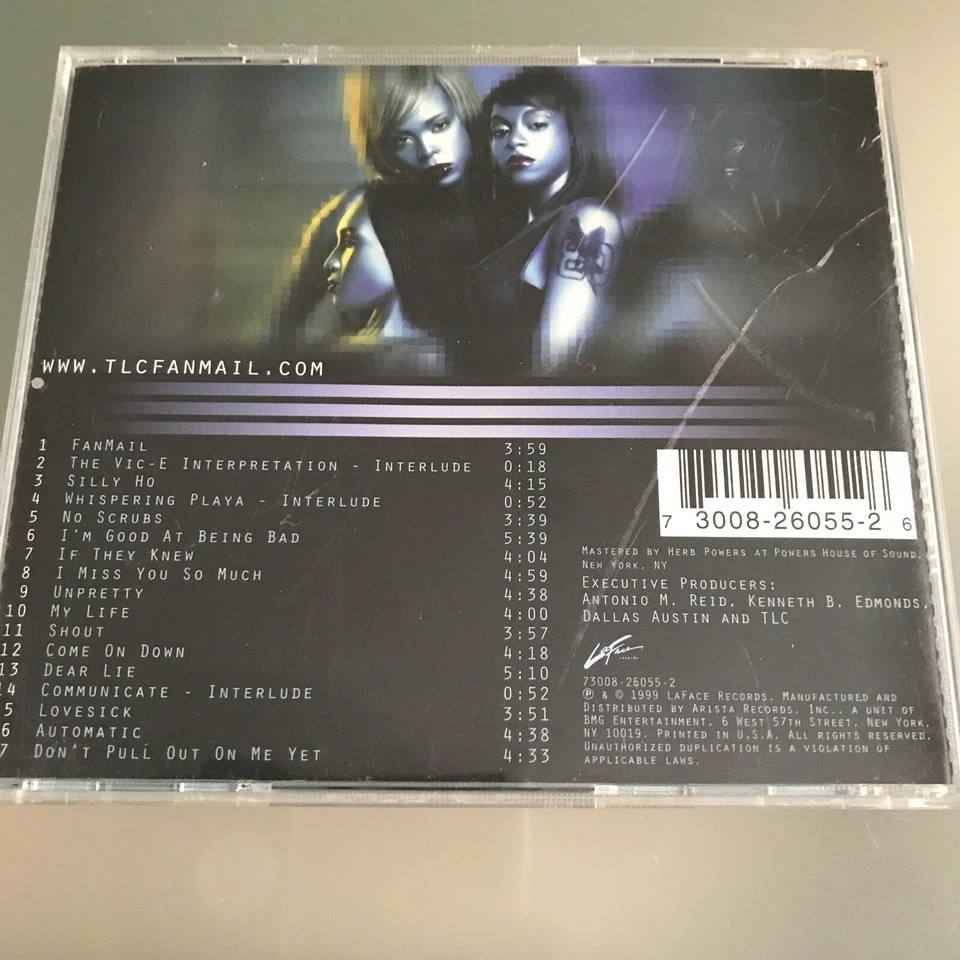 WWW.TLCFANMAIL.COM
1 FANMAIL 3:59
2 THE VIC-E INTERPRETATION - INTERLUDE 0:18
3 SILLY HO 4:15
4 WHISPERING PLAYA - INTERLUDE 0:52
5 NO SCRUBS 3:39
6 I'M GOOD AT BEING BAD 5:39
7 IF THEY KNEW 4:04
8 I MISS YOU SO MUCH 4:59
9 UNPRETTY 4:38
10 MY LIFE 4:00
11 SHOUT 3:57
12 COME ON DOWN 4:18
13 DEAR LIE 5:10
14 COMMUNICATE - INTERLUDE 0:52
5 LOVESICK 3:51
6 AUTOMATIC 4:38
7 DON'T PULL OUT ON ME YET 4:33
7 3008-26055-2 6
MASTERED BY HERB POWERS AT POWERS HOUSE OF SOUND,
NEW YORK, NY
EXECUTIVE PRODUCERS:
ANTONIO M. REID, KENNETH B. EDMONDS,
DALLAS AUSTIN AND TLC
LaFace
RECORDS
73008-26055-2
℗ & © 1999 LAFACE RECORDS. MANUFACTURED AND
DISTRIBUTED BY ARISTA RECORDS, INC., A UNIT OF
BMG ENTERTAINMENT, 6 WEST 57TH STREET, NEW YORK,
NY 10019. PRINTED IN U.S.A. ALL RIGHTS RESERVED.
UNAUTHORIZED DUPLICATION IS A VIOLATION OF
APPLICABLE LAWS.